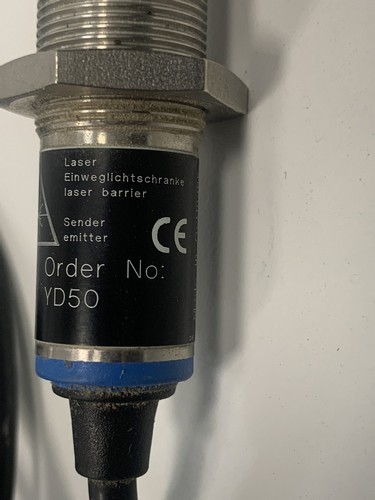 Laser
Einweglichtschranke
laser barrier
Sender
emitter
CE
Order No:
YD50